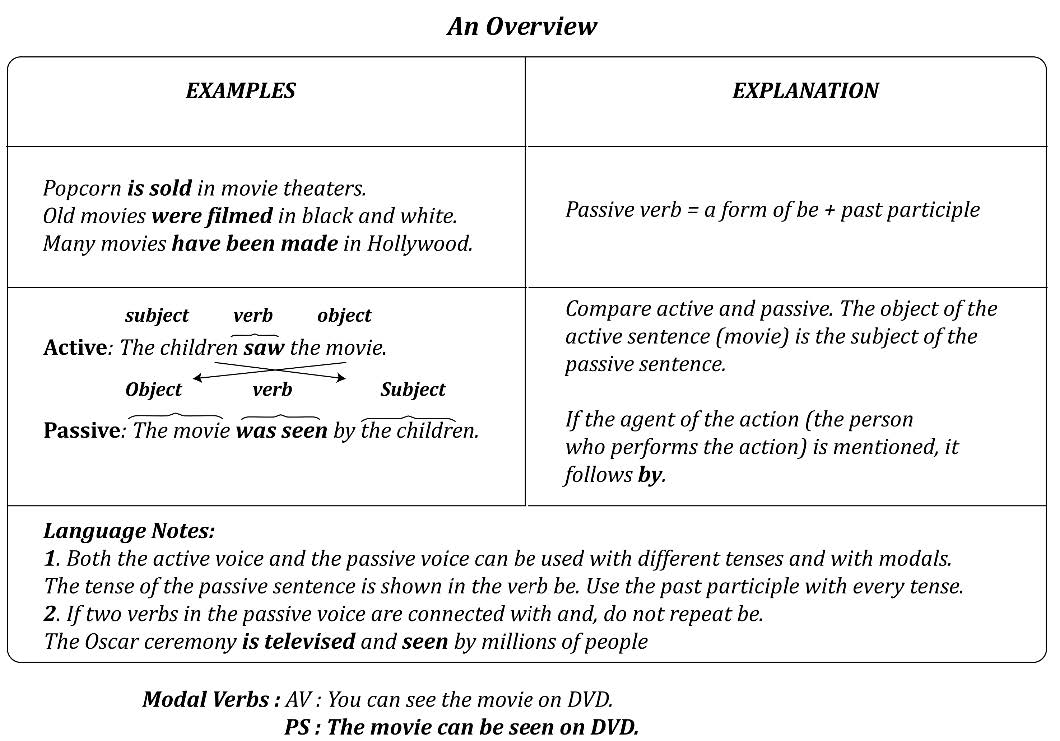 An Overview
EXAMPLES
EXPLANATION
Popcorn is sold in movie theaters.
Old movies were filmed in black and white.
Many movies have been made in Hollywood.
Passive verb = a form of be + past participle
subject verb object
Active: The children saw the movie.
Object verb Subject
Passive: The movie was seen by the children.
Compare active and passive. The object of the
active sentence (movie) is the subject of the
passive sentence.
If the agent of the action (the person
who performs the action) is mentioned, it
follows by.
Language Notes:
1. Both the active voice and the passive voice can be used with different tenses and with modals.
The tense of the passive sentence is shown in the verb be. Use the past participle with every tense.
2. If two verbs in the passive voice are connected with and, do not repeat be.
The Oscar ceremony is televised and seen by millions of people
Modal Verbs : AV : You can see the movie on DVD.
PS : The movie can be seen on DVD.